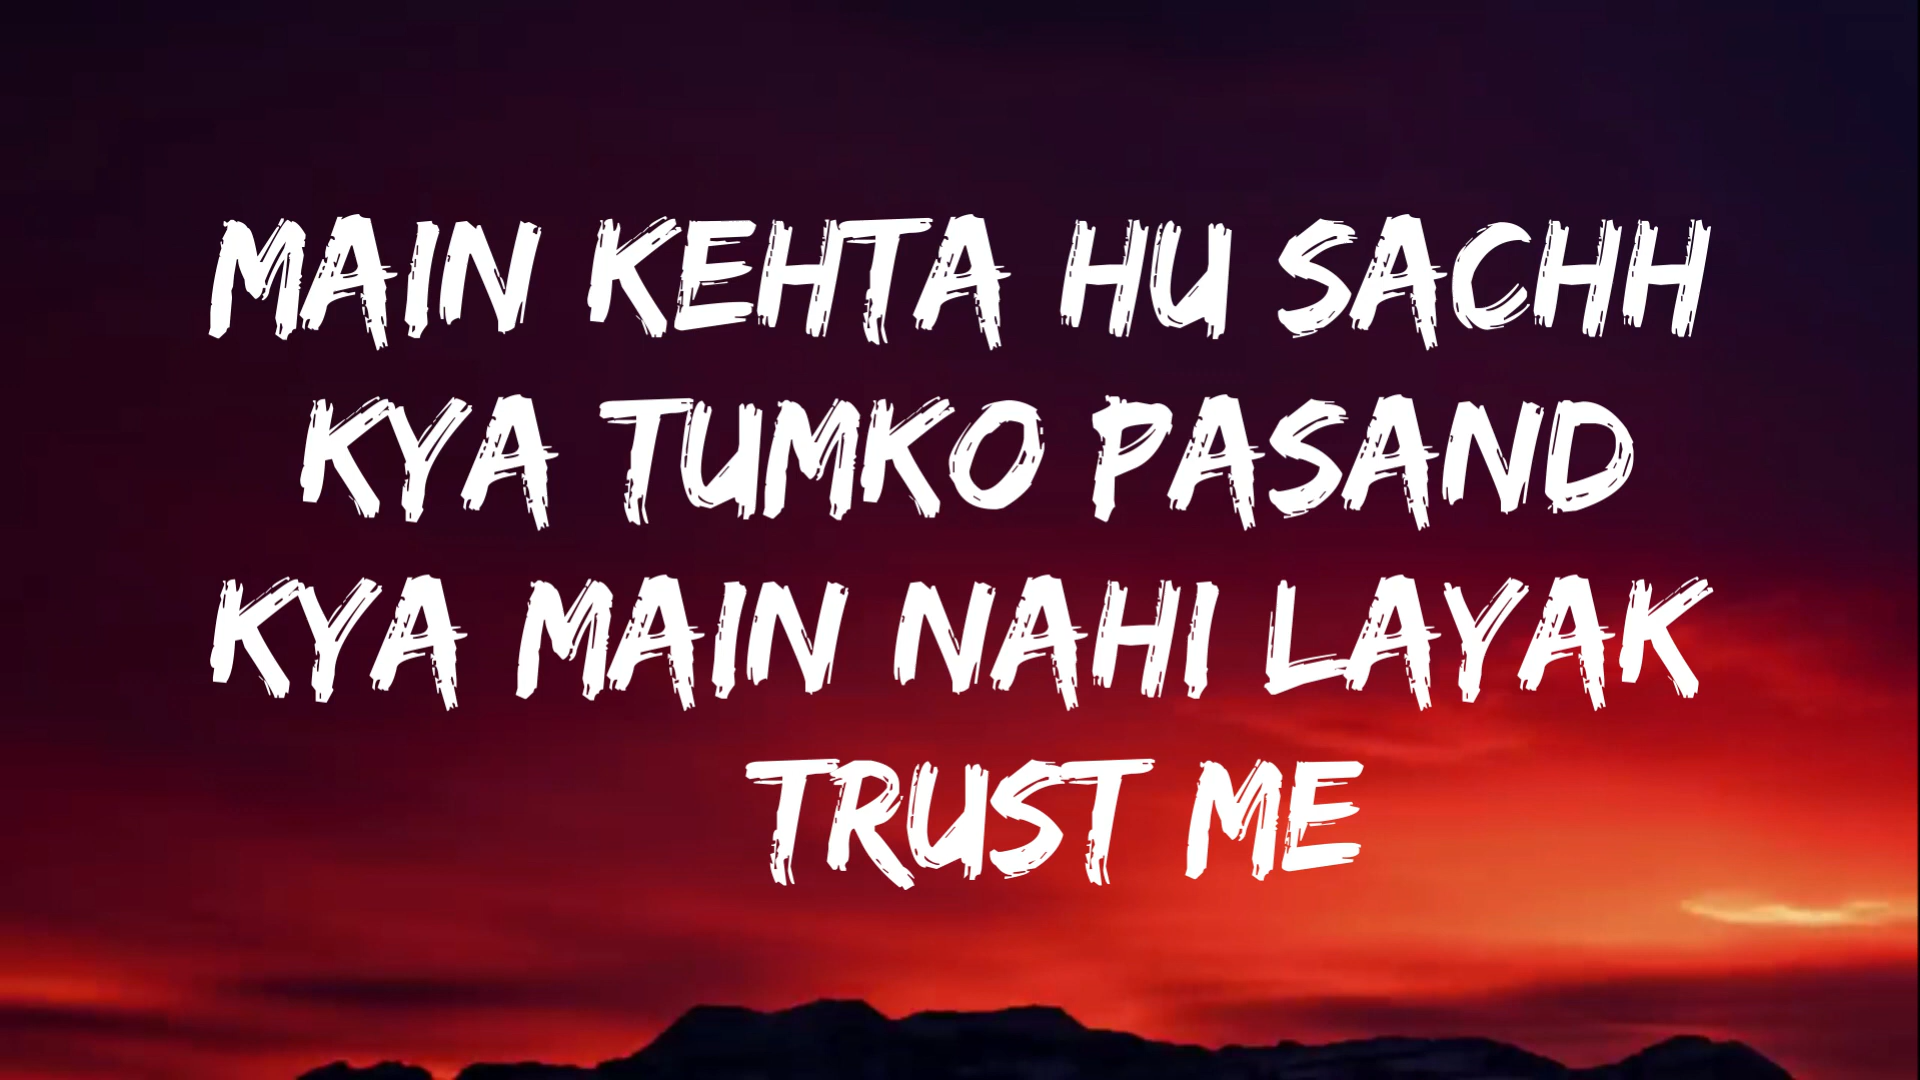 MAIN KEHTA HU SACHH
KYA TUMKO PASAND
KYA MAIN NAHI LAYAK
TRUST ME